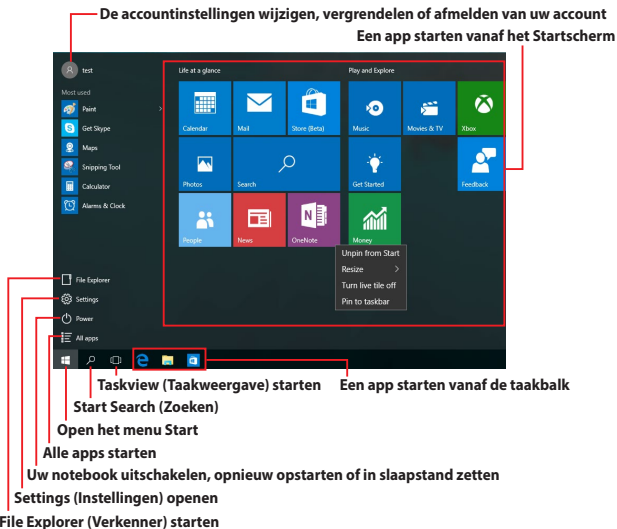 De accountinstellingen wijzigen, vergrendelen of afmelden van uw account
Een app starten vanaf het Startscherm
test
Most used
Paint
Get Skype
Maps
Snipping Tool
Calculator
Alarms & Clock
File Explorer
Settings
Power
All apps
Life at a glance
Calendar
Mail
Store (Beta)
Photos
Search
People
News
OneNote
Play and Explore
Music
Movies & TV
Xbox
Get Started
Feedback
Money
Unpin from Start
Resize
Turn live tile off
Pin to taskbar
Taskview (Taakweergave) starten
Een app starten vanaf de taakbalk
Start Search (Zoeken)
Open het menu Start
Alle apps starten
Uw notebook uitschakelen, opnieuw opstarten of in slaapstand zetten
Settings (Instellingen) openen
File Explorer (Verkenner) starten